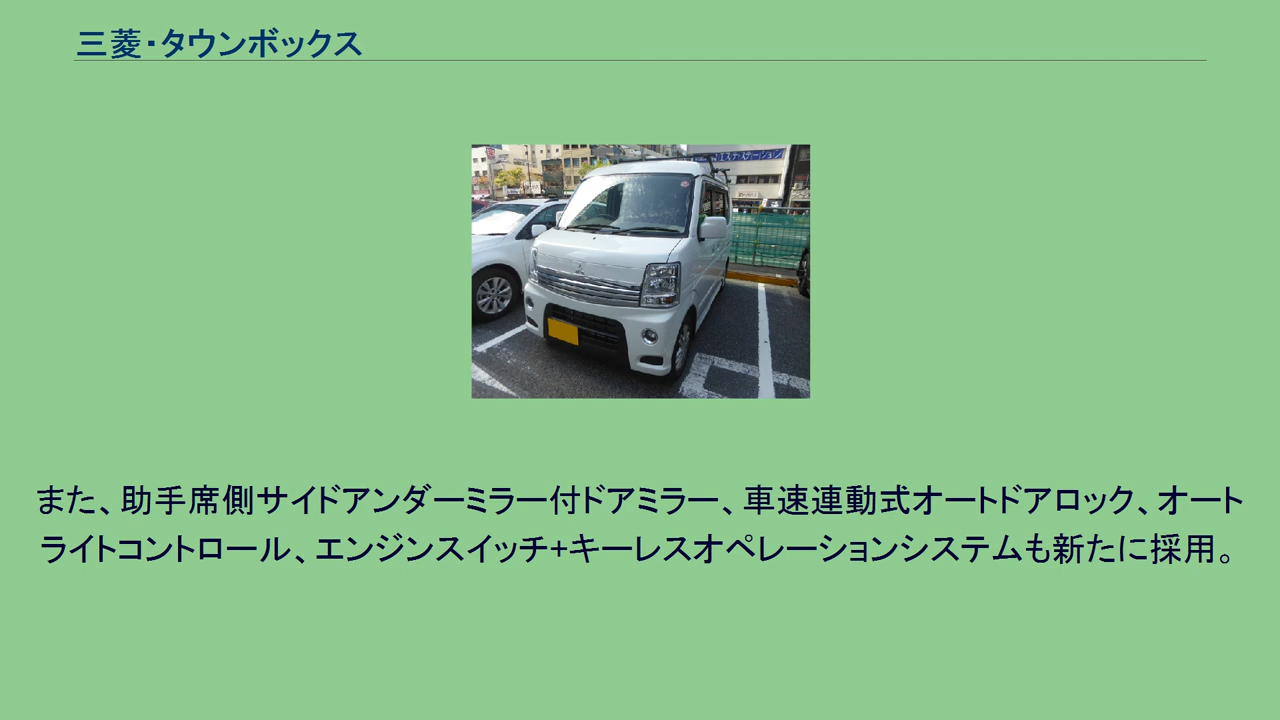 三菱・タウンボックス
また、助手席側サイドアンダーミラー付ドアミラー、車速連動式オートドアロック、オート
ライトコントロール、エンジンスイッチ+キーレスオペレーションシステムも新たに採用。